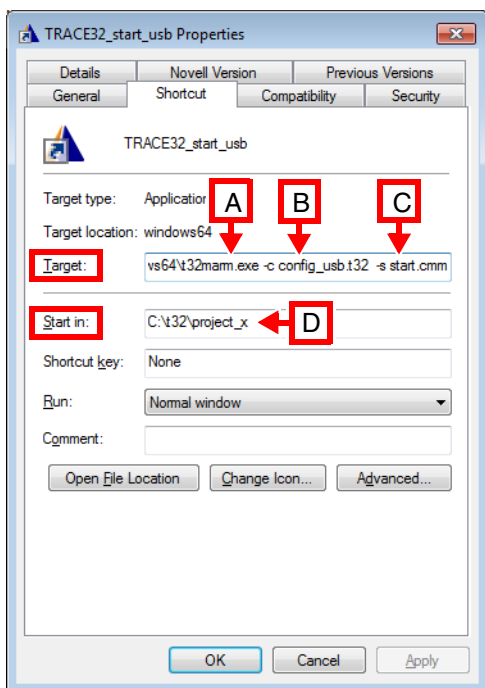 TRACE32_start_usb Properties
Details Novell Version Previous Versions
General Shortcut Compatibility Security
TRACE32_start_usb
Target type: Application
A B C
Target location: windows64
Target: vs64\t32marm.exe -c config_usb.t32 -s start.cmm
Start in: C:\t32\project_x D
Shortcut key: None
Run: Normal window
Comment:
Open File Location Change Icon... Advanced...
OK Cancel Apply